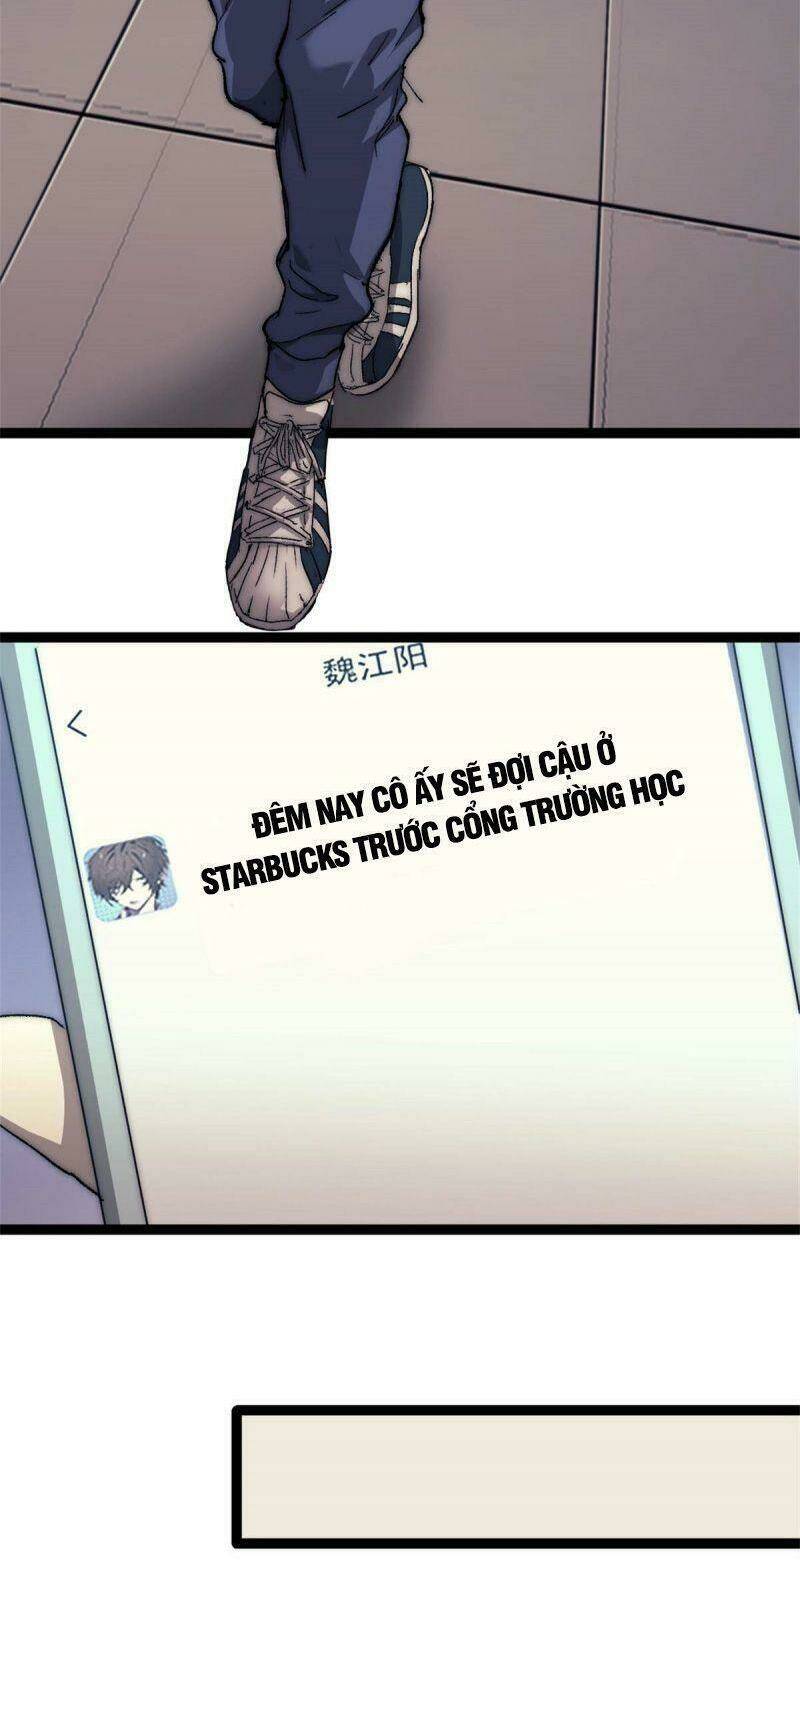 魏江阳
<
ĐÊM NAY CÔ ẤY SẼ ĐỢI CẬU Ở
STARBUCKS TRƯỚC CỔNG TRƯỜNG HỌC